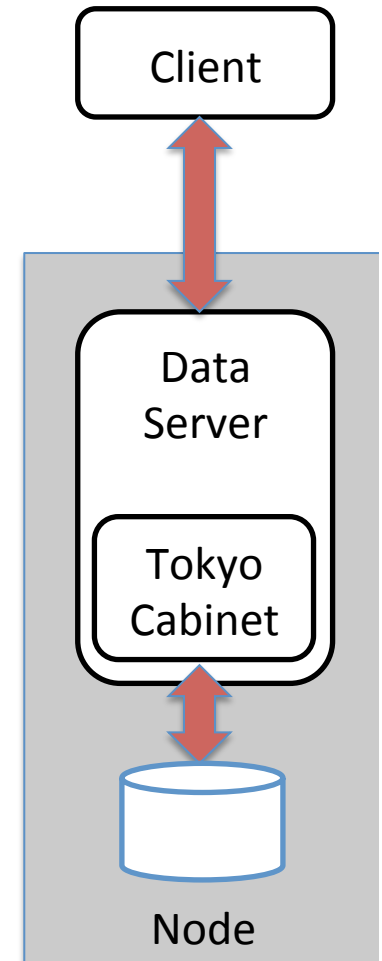 Client
Data
Server
Tokyo
Cabinet
Node